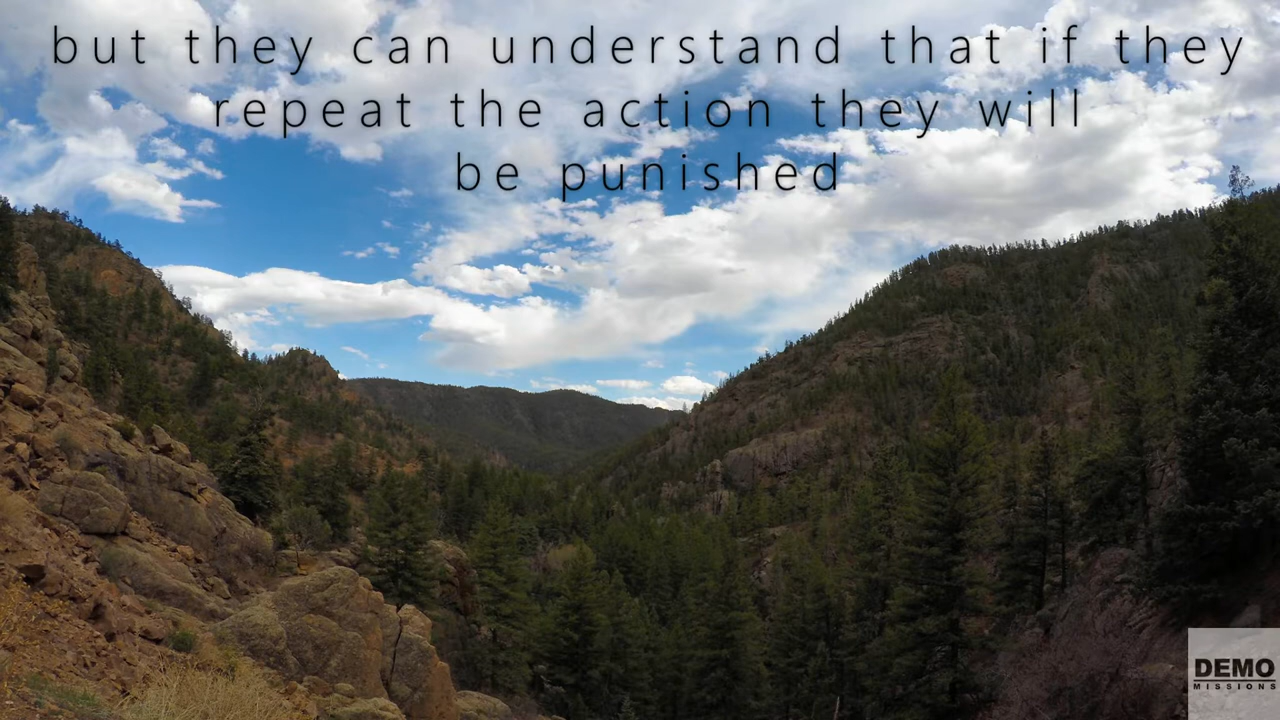 but they can understand that if they
repeat the action they will
be punished
DEMO
MISSIONS